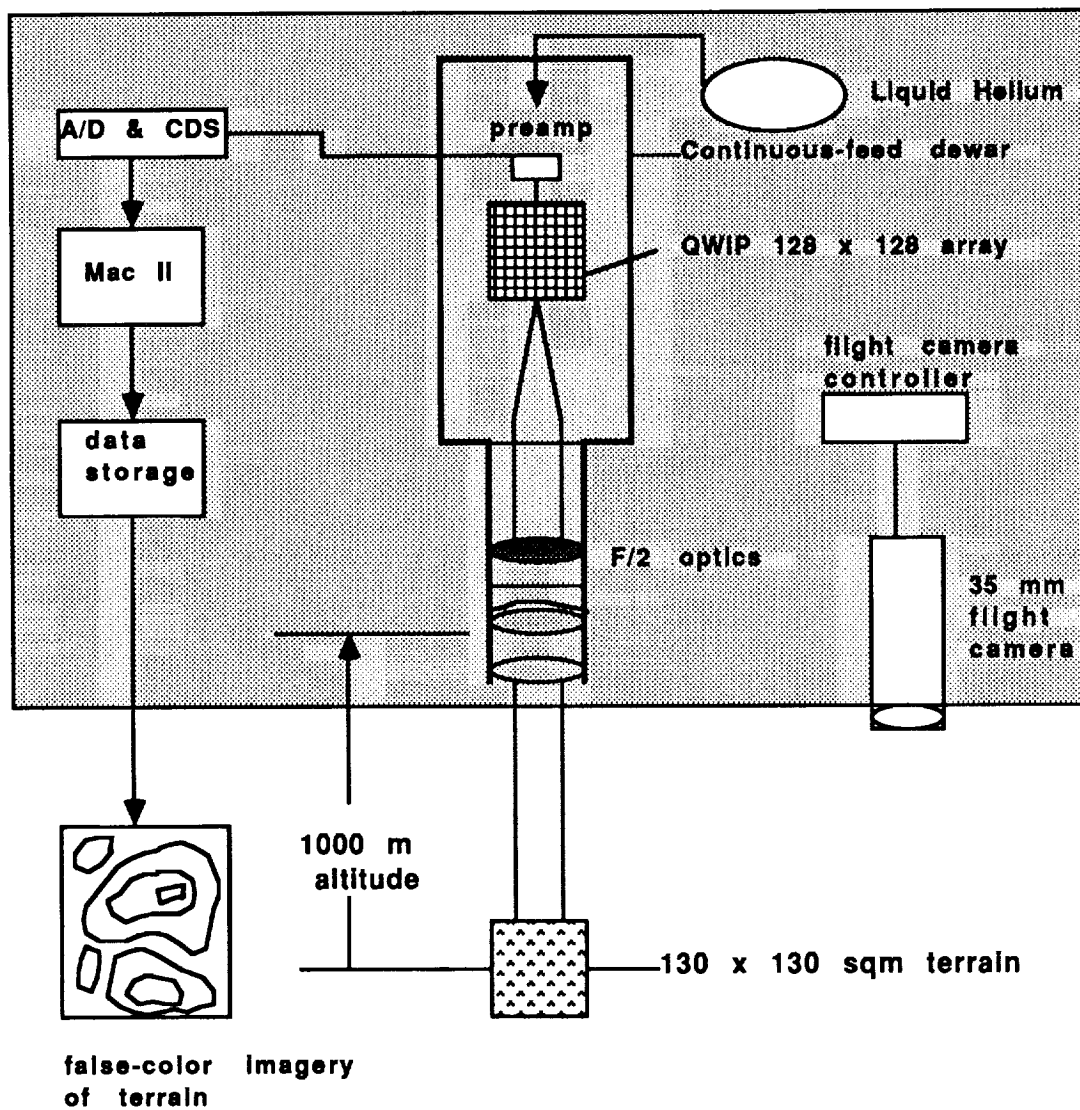 Liquid Helium
A/D & CDS
preamp
Continuous-feed dewar
QWIP 128 x 128 array
Mac II
flight camera
controller
data
storage
F/2 optics
35 mm
flight
camera
1000 m
altitude
130 x 130 sqm terrain
false-color imagery
of terrain